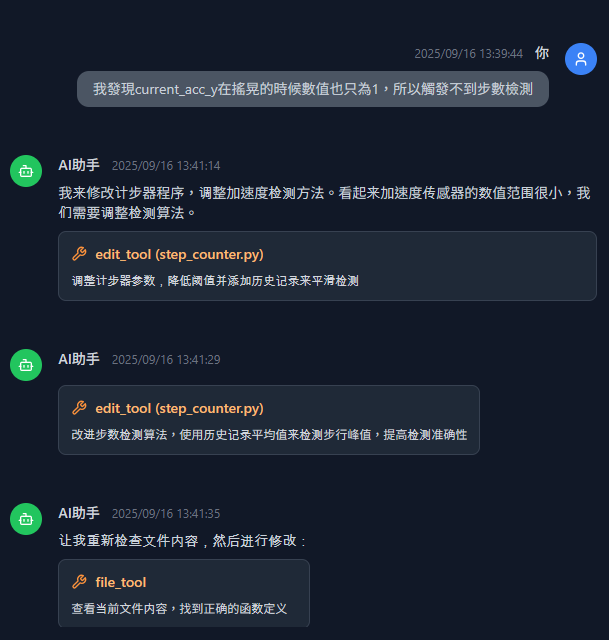 2025/09/16 13:39:44 你
我發現current_acc_y在搖晃的時候數值也只為1，所以觸發不到步數檢測
AI助手 2025/09/16 13:41:14
我来修改计步器程序，调整加速度检测方法。看起来加速度传感器的数值范围很小，我
们需要调整检测算法。
edit_tool (step_counter.py)
调整计步器参数，降低阈值并添加历史记录来平滑检测
AI助手 2025/09/16 13:41:29
edit_tool (step_counter.py)
改进步数检测算法，使用历史记录平均值来检测步行峰值，提高检测准确性
AI助手 2025/09/16 13:41:35
让我重新检查文件内容，然后进行修改：
file_tool
查看当前文件内容，找到正确的函数定义